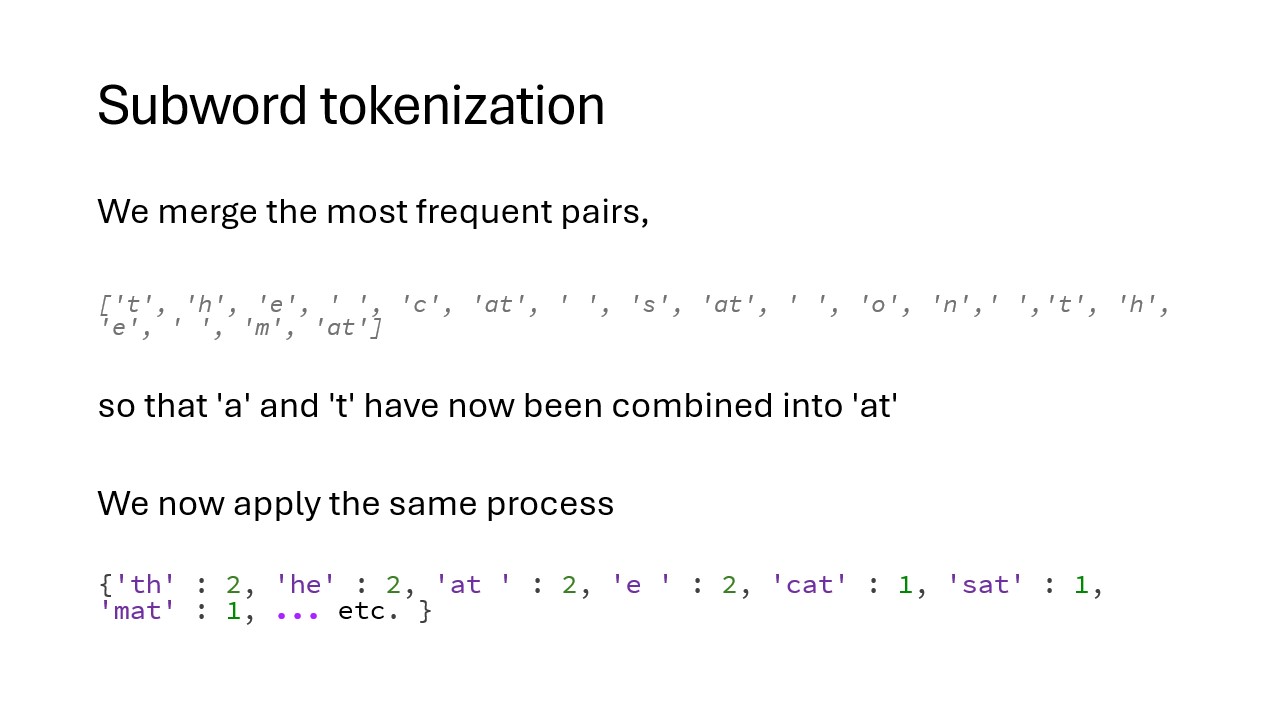 Subword tokenization
We merge the most frequent pairs,
['t', 'h', 'e', ' ', 'c', 'at', ' ', 's', 'at', ' ', 'o', 'n',' ','t', 'h',
'e', ' ', 'm', 'at']
so that 'a' and 't' have now been combined into 'at'
We now apply the same process
{'th' : 2, 'he' : 2, 'at ' : 2, 'e ' : 2, 'cat' : 1, 'sat' : 1,
'mat' : 1, ... etc. }